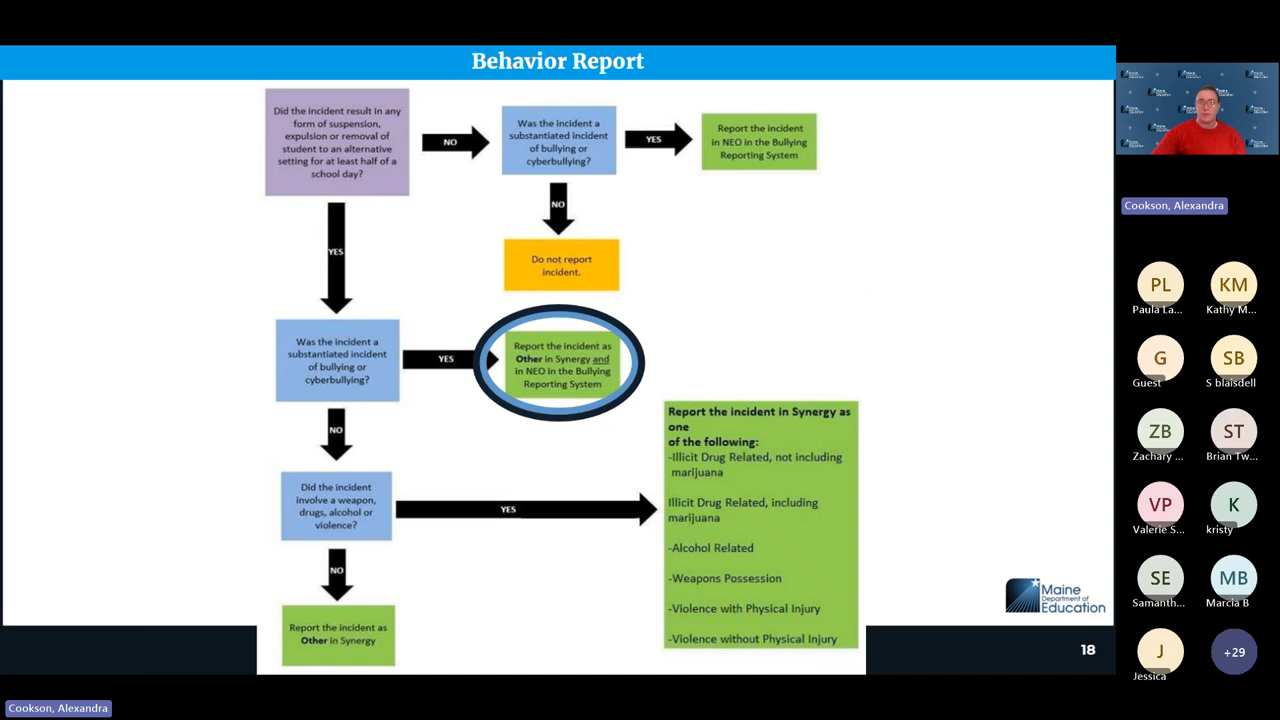 Behavior Report
Did the incident result in any
form of suspension,
expulsion or removal of
student to an alternative
setting for at least half of a
school day?
NO
Was the incident a
substantiated incident
of bullying or
cyberbullying?
YES
Report the incident
in NEO in the Bullying
Reporting System
NO
Do not report
incident.
YES
Was the incident a
substantiated incident
of bullying or
cyberbullying?
YES
Report the incident as
Other in Synergy and
in NEO in the Bullying
Reporting System
NO
Did the incident
involve a weapon,
drugs, alcohol or
violence?
YES
Report the incident in Synergy as
one
of the following:
-Illicit Drug Related, not including
marijuana
Illicit Drug Related, including
marijuana
-Alcohol Related
-Weapons Possession
-Violence with Physical Injury
-Violence without Physical Injury
NO
Report the incident as
Other in Synergy
Maine
Department of
Education
18
Cookson, Alexandra
PL
Paula La...
KM
Kathy M...
G
Guest
SB
S blaisdell
ZB
Zachary ...
ST
Brian Tw...
VP
Valerie S...
K
kristy
SE
Samanth...
MB
Marcia B
J
Jessica
+29
Cookson, Alexandra